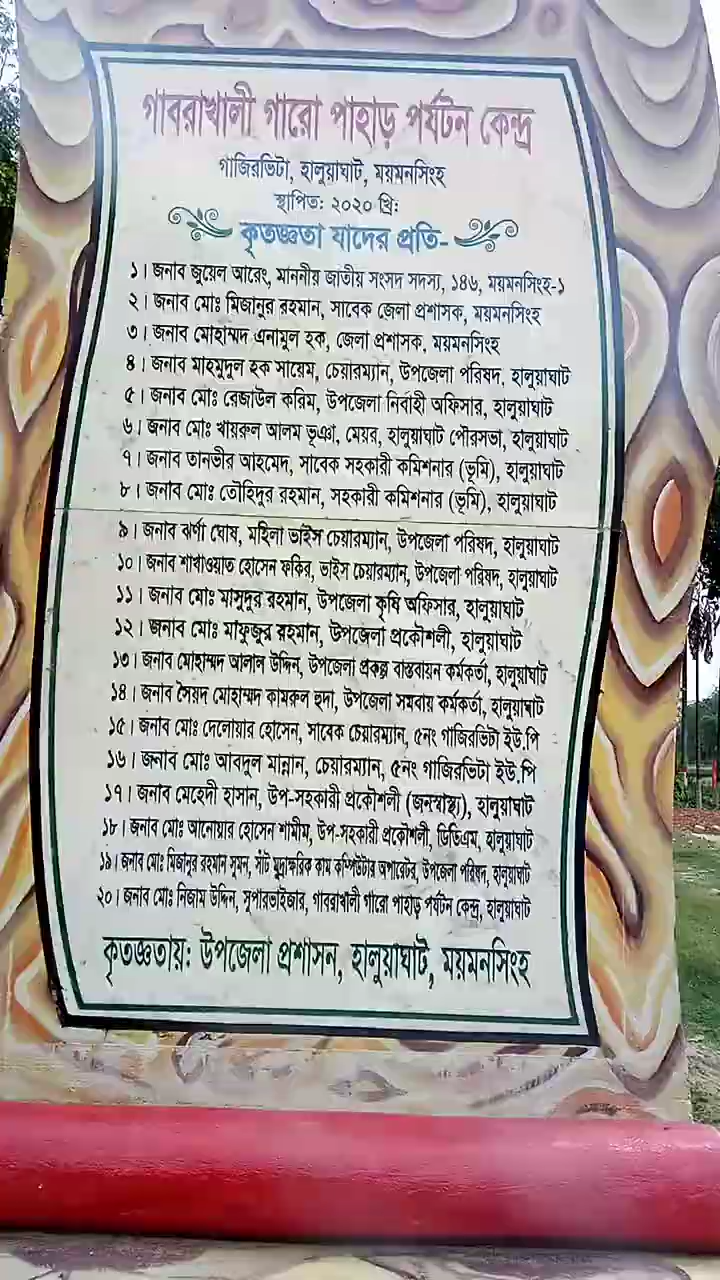 গাবরাখালী গারো পাহাড় পর্যটন কেন্দ্র
গাজিরভিটা, হালুয়াঘাট, ময়মনসিংহ
স্থাপিত: ২০২০ খ্রি:
কৃতজ্ঞতা যাদের প্রতি-
১। জনাব জুয়েল আরেং, মাননীয় জাতীয় সংসদ সদস্য, ১৪৬, ময়মনসিংহ-১
২। জনাব মোঃ মিজানুর রহমান, সাবেক জেলা প্রশাসক, ময়মনসিংহ
৩। জনাব মোহাম্মদ এনামুল হক, জেলা প্রশাসক, ময়মনসিংহ
৪। জনাব মাহমুদুল হক সায়েম, চেয়ারম্যান, উপজেলা পরিষদ, হালুয়াঘাট
৫। জনাব মোঃ রেজাউল করিম, উপজেলা নির্বাহী অফিসার, হালুয়াঘাট
৬। জনাব মোঃ খায়রুল আলম ভূঞা, মেয়র, হালুয়াঘাট পৌরসভা, হালুয়াঘাট
৭। জনাব তানভীর আহমেদ, সাবেক সহকারী কমিশনার (ভূমি), হালুয়াঘাট
৮। জনাব মোঃ তৌহিদুর রহমান, সহকারী কমিশনার (ভূমি), হালুয়াঘাট
৯। জনাব ঝর্ণা ঘোষ, মহিলা ভাইস চেয়ারম্যান, উপজেলা পরিষদ, হালুয়াঘাট
১০। জনাব শাখাওয়াত হোসেন ফকির, ভাইস চেয়ারম্যান, উপজেলা পরিষদ, হালুয়াঘাট
১১। জনাব মোঃ মাসুদুর রহমান, উপজেলা কৃষি অফিসার, হালুয়াঘাট
১২। জনাব মোঃ মাফুজুর রহমান, উপজেলা প্রকৌশলী, হালুয়াঘাট
১৩। জনাব মোহাম্মদ আলাল উদ্দিন, উপজেলা প্রকল্প বাস্তবায়ন কর্মকর্তা, হালুয়াঘাট
১৪। জনাব সৈয়দ মোহাম্মদ কামরুল হুদা, উপজেলা সমবায় কর্মকর্তা, হালুয়াঘাট
১৫। জনাব মোঃ দেলোয়ার হোসেন, সাবেক চেয়ারম্যান, ৫নং গাজিরভিটা ইউ.পি
১৬। জনাব মোঃ আবদুল মান্নান, চেয়ারম্যান, ৫নং গাজিরভিটা ইউ.পি
১৭। জনাব মেহেদী হাসান, উপ-সহকারী প্রকৌশলী (জনস্বাস্থ্য), হালুয়াঘাট
১৮। জনাব মোঃ আনোয়ার হোসেন শামীম, উপ-সহকারী প্রকৌশলী, ডিডিএম, হালুয়াঘাট
১৯। জনাব মোঃ মিজানুর রহমান সুমন, সাঁট মুদ্রাক্ষরিক কাম কম্পিউটার অপারেটর, উপজেলা পরিষদ, হালুয়াঘাট
২০। জনাব মোঃ নিজাম উদ্দিন, সুপারভাইজার, গাবরাখালী গারো পাহাড় পর্যটন কেন্দ্র, হালুয়াঘাট
কৃতজ্ঞতায়: উপজেলা প্রশাসন, হালুয়াঘাট, ময়মনসিংহ